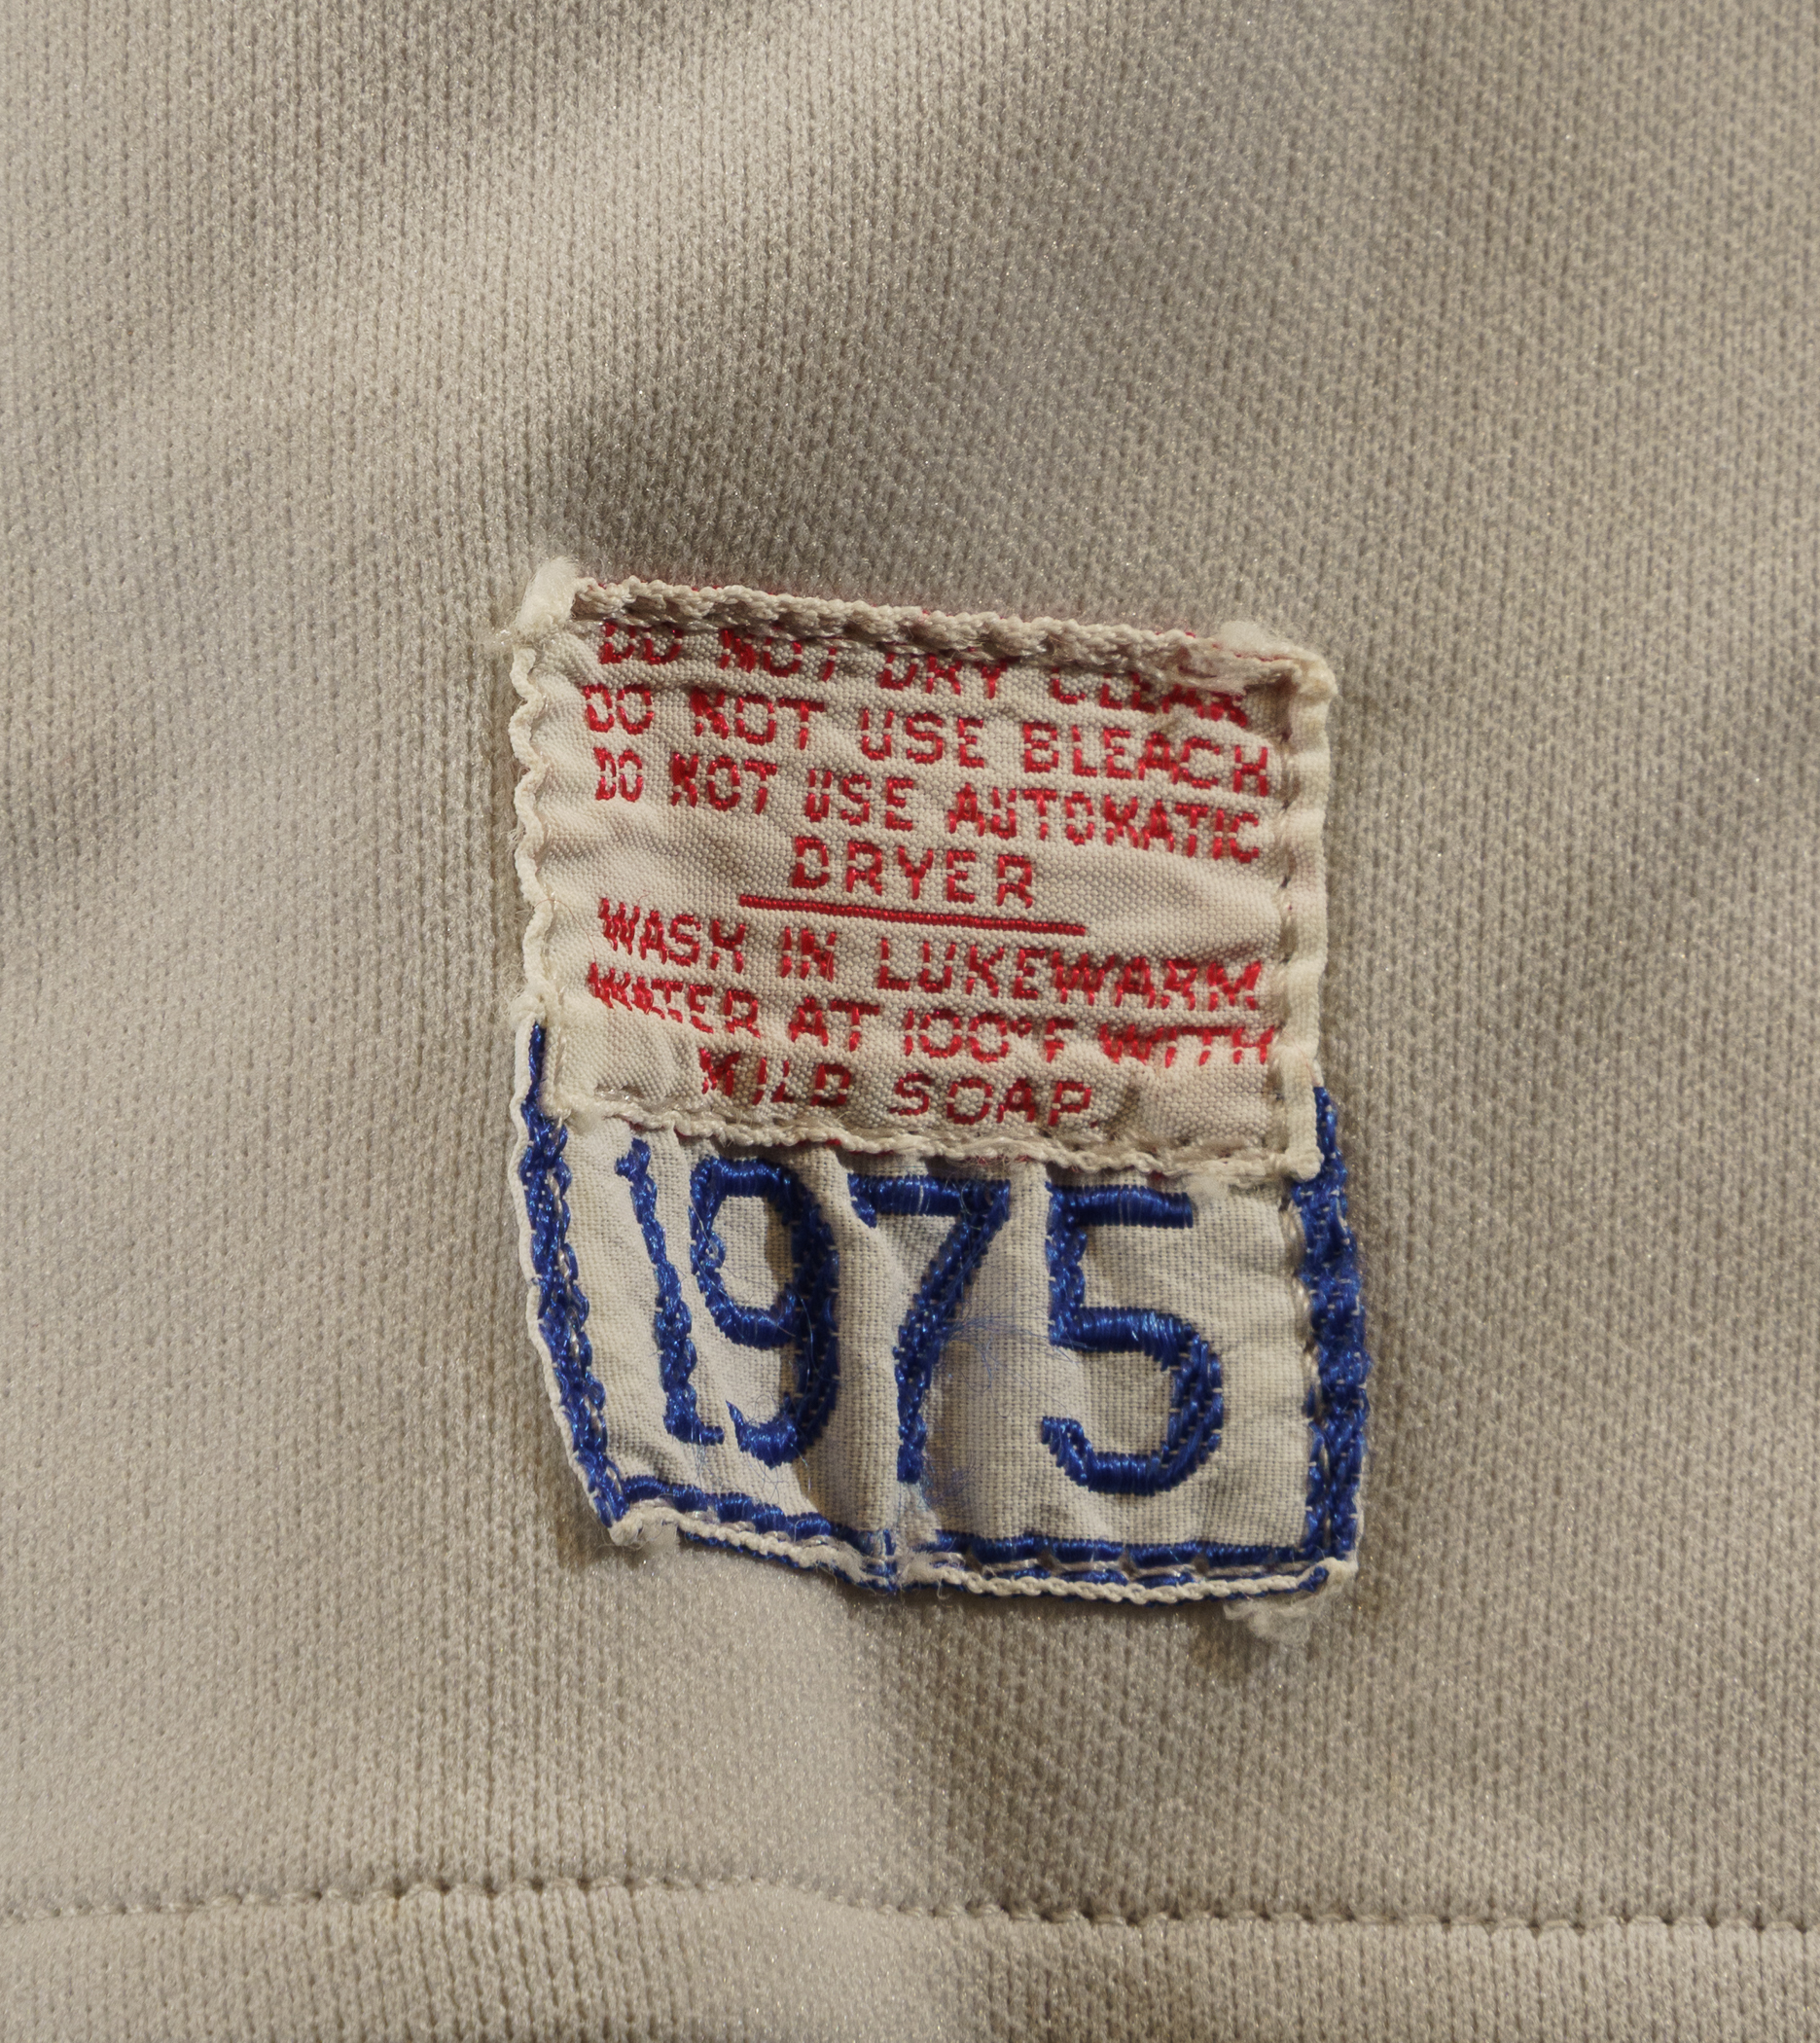 DO NOT DRY CLEAN
DO NOT USE BLEACH
DO NOT USE AUTOMATIC
DRYER
WASH IN LUKEWARM
WATER AT 100°F WITH
MILD SOAP.
1975